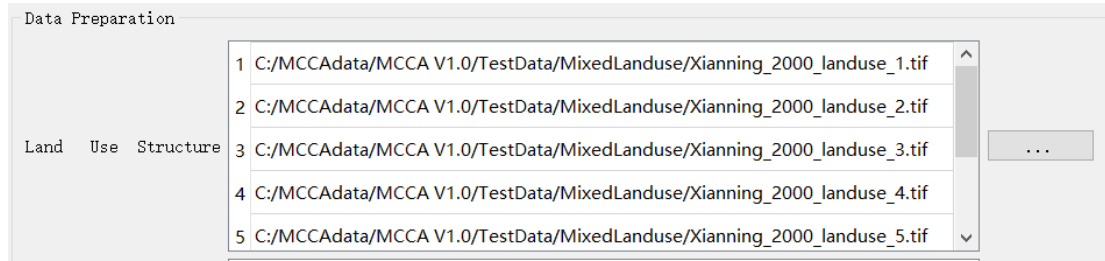 Data Preparation
1 C:/MCCAdata/MCCA V1.0/TestData/MixedLanduse/Xianning_2000_landuse_1.tif
2 C:/MCCAdata/MCCA V1.0/TestData/MixedLanduse/Xianning_2000_landuse_2.tif
Land Use Structure 3 C:/MCCAdata/MCCA V1.0/TestData/MixedLanduse/Xianning_2000_landuse_3.tif ...
4 C:/MCCAdata/MCCA V1.0/TestData/MixedLanduse/Xianning_2000_landuse_4.tif
5 C:/MCCAdata/MCCA V1.0/TestData/MixedLanduse/Xianning_2000_landuse_5.tif